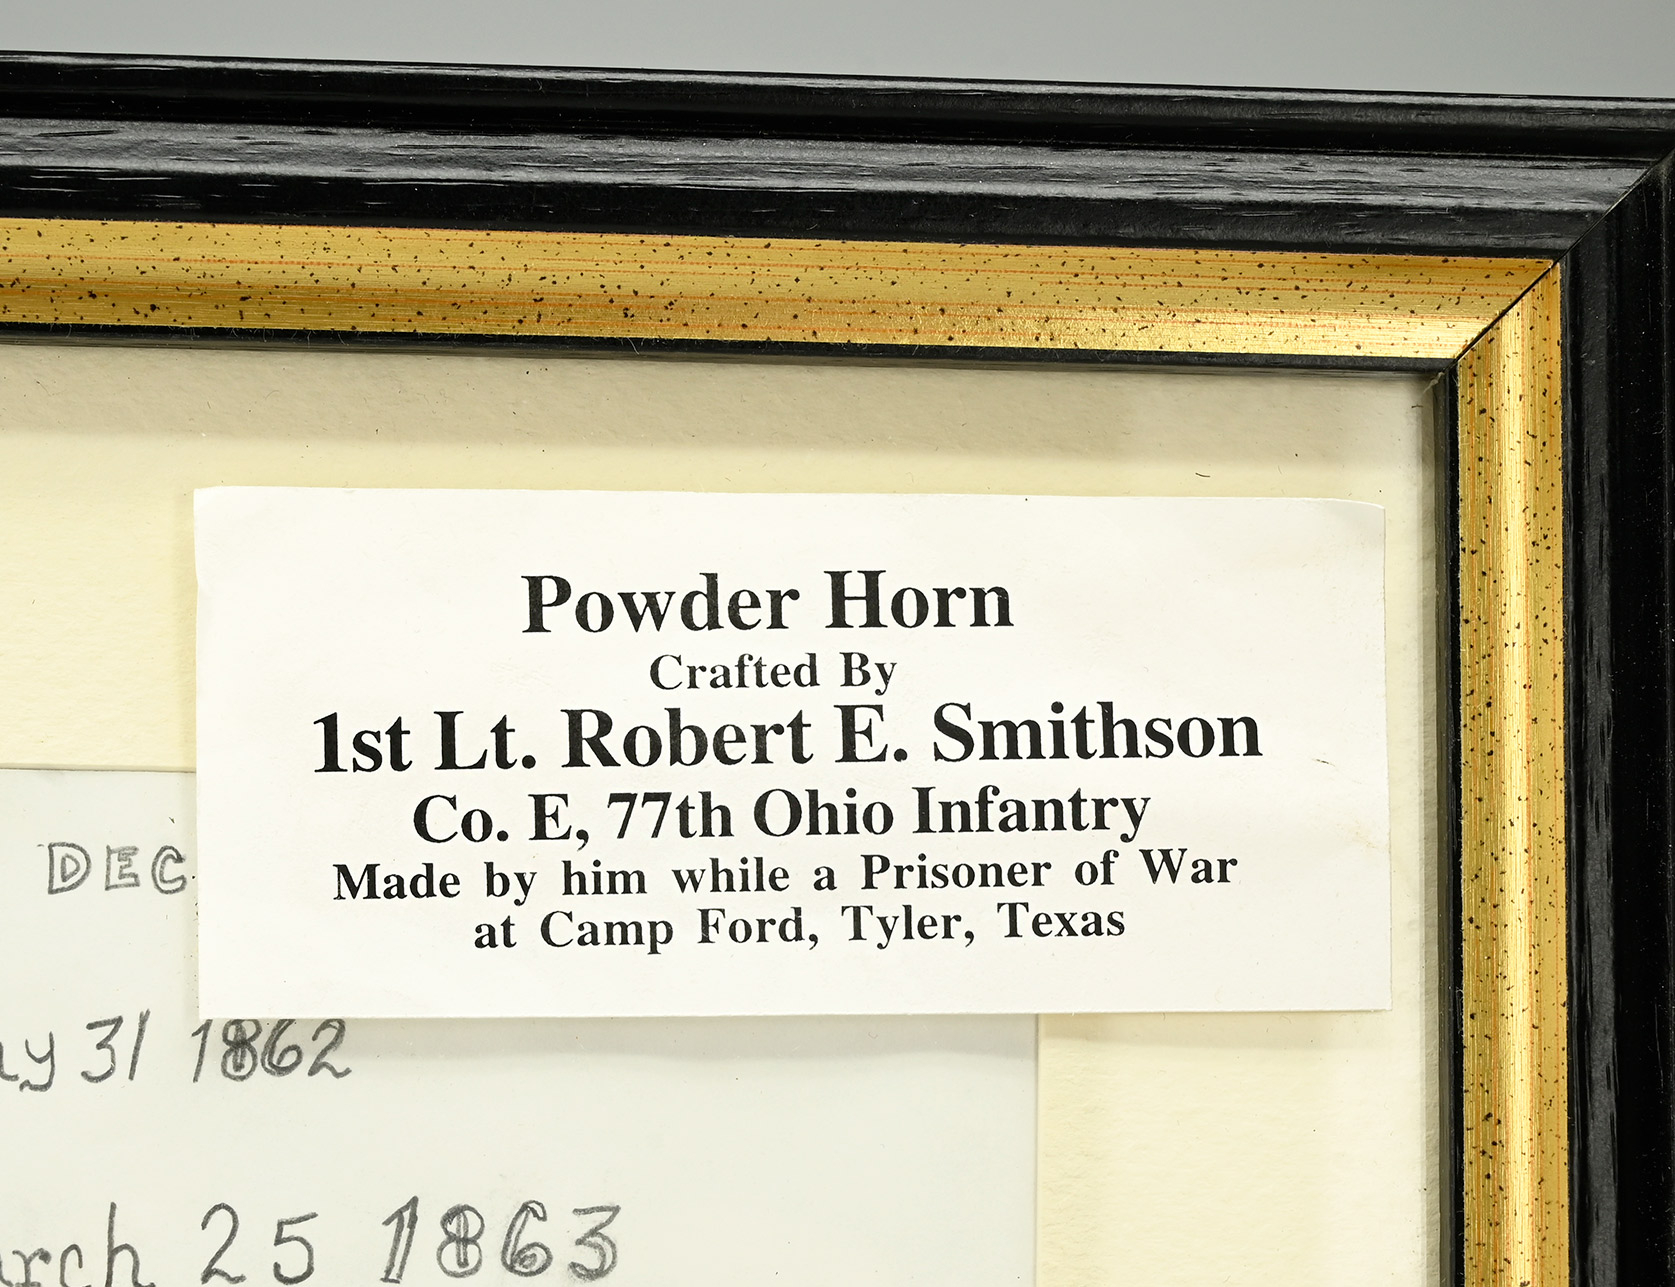 Powder Horn
Crafted By
1st Lt. Robert E. Smithson
Co. E, 77th Ohio Infantry
Made by him while a Prisoner of War
at Camp Ford, Tyler, Texas
DEC
31 1862
25 1863